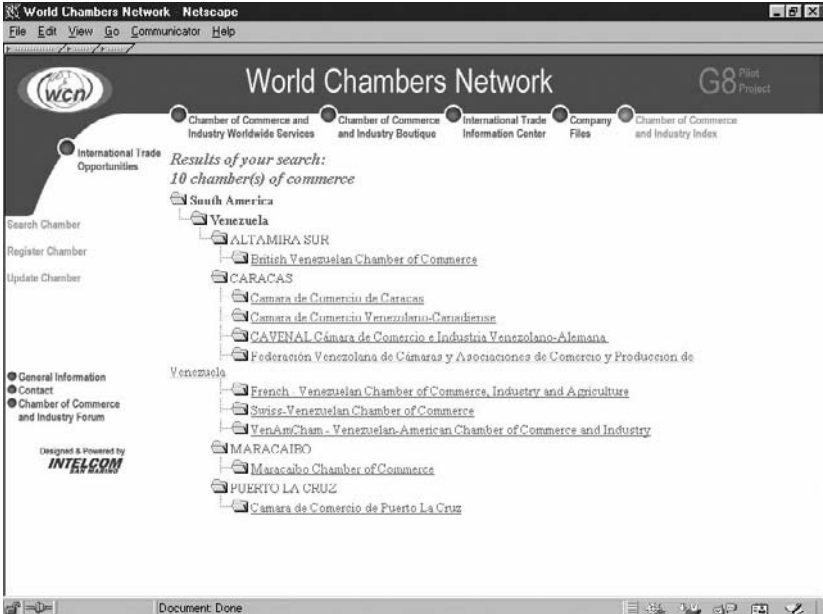 World Chambers Network - Netscape
File Edit View Go Communicator Help
wcn
World Chambers Network
G8 Pilot
Project
Chamber of Commerce and
Industry Worldwide Services
Chamber of Commerce
and Industry Boutique
International Trade
Information Center
Company
Files
Chamber of Commerce
and Industry Index
International Trade
Opportunities
Results of your search:
10 chamber(s) of commerce
South America
Venezuela
ALTAMIRA SUR
British Venezuelan Chamber of Commerce
CARACAS
Camara de Comercio de Caracas
Camara de Comercio Venezolano-Canadiense
CAVENAL Cámara de Comercio e Industria Venezolano-Alemana
Federación Venezolana de Cámaras y Asociaciones de Comercio y Produccion de
Venezuela
French - Venezuelan Chamber of Commerce, Industry and Agriculture
Swiss-Venezuelan Chamber of Commerce
VenAmCham - Venezuelan-American Chamber of Commerce and Industry
MARACAIBO
Maracaibo Chamber of Commerce
PUERTO LA CRUZ
Camara de Comercio de Puerto La Cruz
Search Chamber
Register Chamber
Update Chamber
General Information
Contact
Chamber of Commerce
and Industry Forum
Designed & Powered by
INTELCOM
SAN MARINO
Document: Done